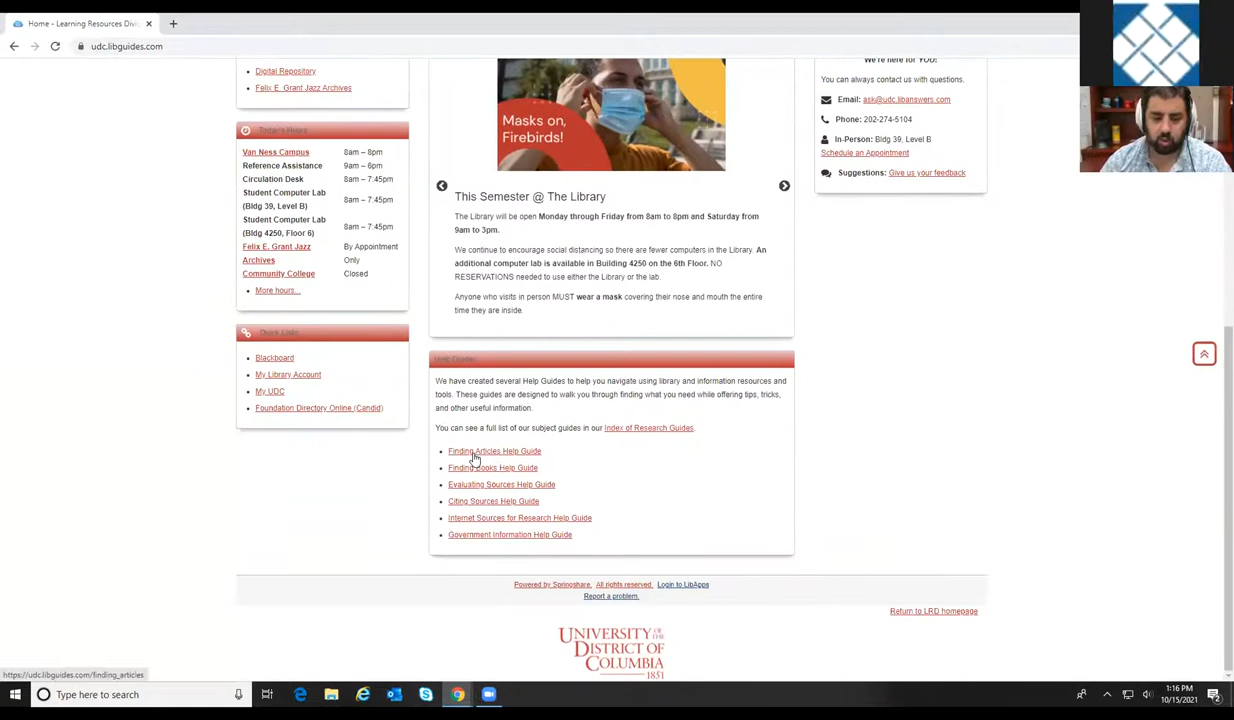 Home - Learning Resources Divis
udc.libguides.com
Digital Repository
Felix E. Grant Jazz Archives
Today's Hours
Van Ness Campus 8am – 8pm
Reference Assistance 9am – 6pm
Circulation Desk 8am – 7:45pm
Student Computer Lab
(Bldg 39, Level B) 8am – 7:45pm
Student Computer Lab
(Bldg 4250, Floor 6) 8am – 7:45pm
Felix E. Grant Jazz By Appointment
Archives Only
Community College Closed
More hours...
Quick Links
Blackboard
My Library Account
My UDC
Foundation Directory Online (Candid)
Masks on,
Firebirds!
This Semester @ The Library
The Library will be open Monday through Friday from 8am to 8pm and Saturday from
9am to 3pm.
We continue to encourage social distancing so there are fewer computers in the Library. An
additional computer lab is available in Building 4250 on the 6th Floor. NO
RESERVATIONS needed to use either the Library or the lab.
Anyone who visits in person MUST wear a mask covering their nose and mouth the entire
time they are inside.
Help Guides
We have created several Help Guides to help you navigate using library and information resources and
tools. These guides are designed to walk you through finding what you need while offering tips, tricks,
and other useful information.
You can see a full list of our subject guides in our Index of Research Guides.
Finding Articles Help Guide
Finding Books Help Guide
Evaluating Sources Help Guide
Citing Sources Help Guide
Internet Sources for Research Help Guide
Government Information Help Guide
We're here for YOU!
You can always contact us with questions.
Email: ask@udc.libanswers.com
Phone: 202-274-5104
In-Person: Bldg 39, Level B
Schedule an Appointment
Suggestions: Give us your feedback
Powered by Springshare. All rights reserved. Login to LibApps
Report a problem.
Return to LRD homepage
UNIVERSITY
OF THE
DISTRICT OF
COLUMBIA
1851
https://udc.libguides.com/finding_articles
Type here to search
1:16 PM
10/15/2021
2